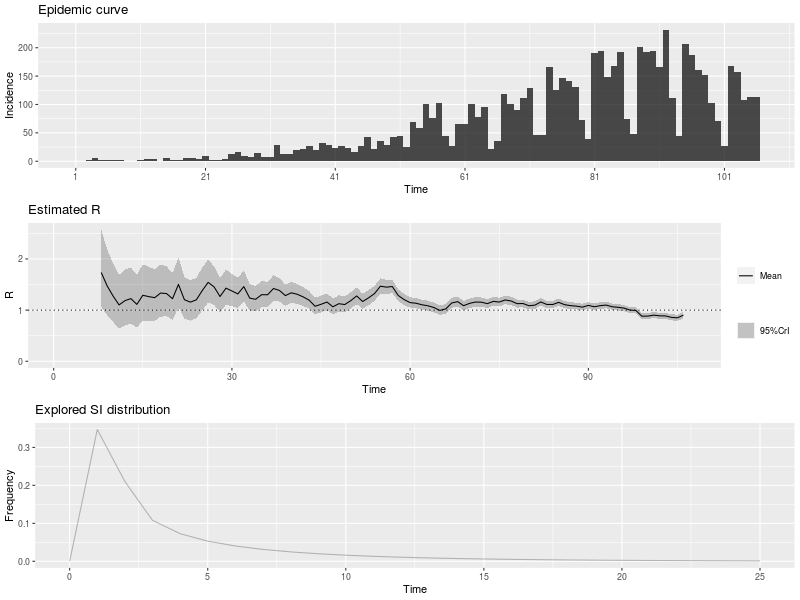 Epidemic curve
Incidence
200
150
100
50
0
1
21
41
61
81
101
Time
Estimated R
R
2
1
0
0
30
60
90
Time
Mean
95%CrI
Explored SI distribution
Frequency
0.3
0.2
0.1
0.0
0
5
10
15
20
25
Time